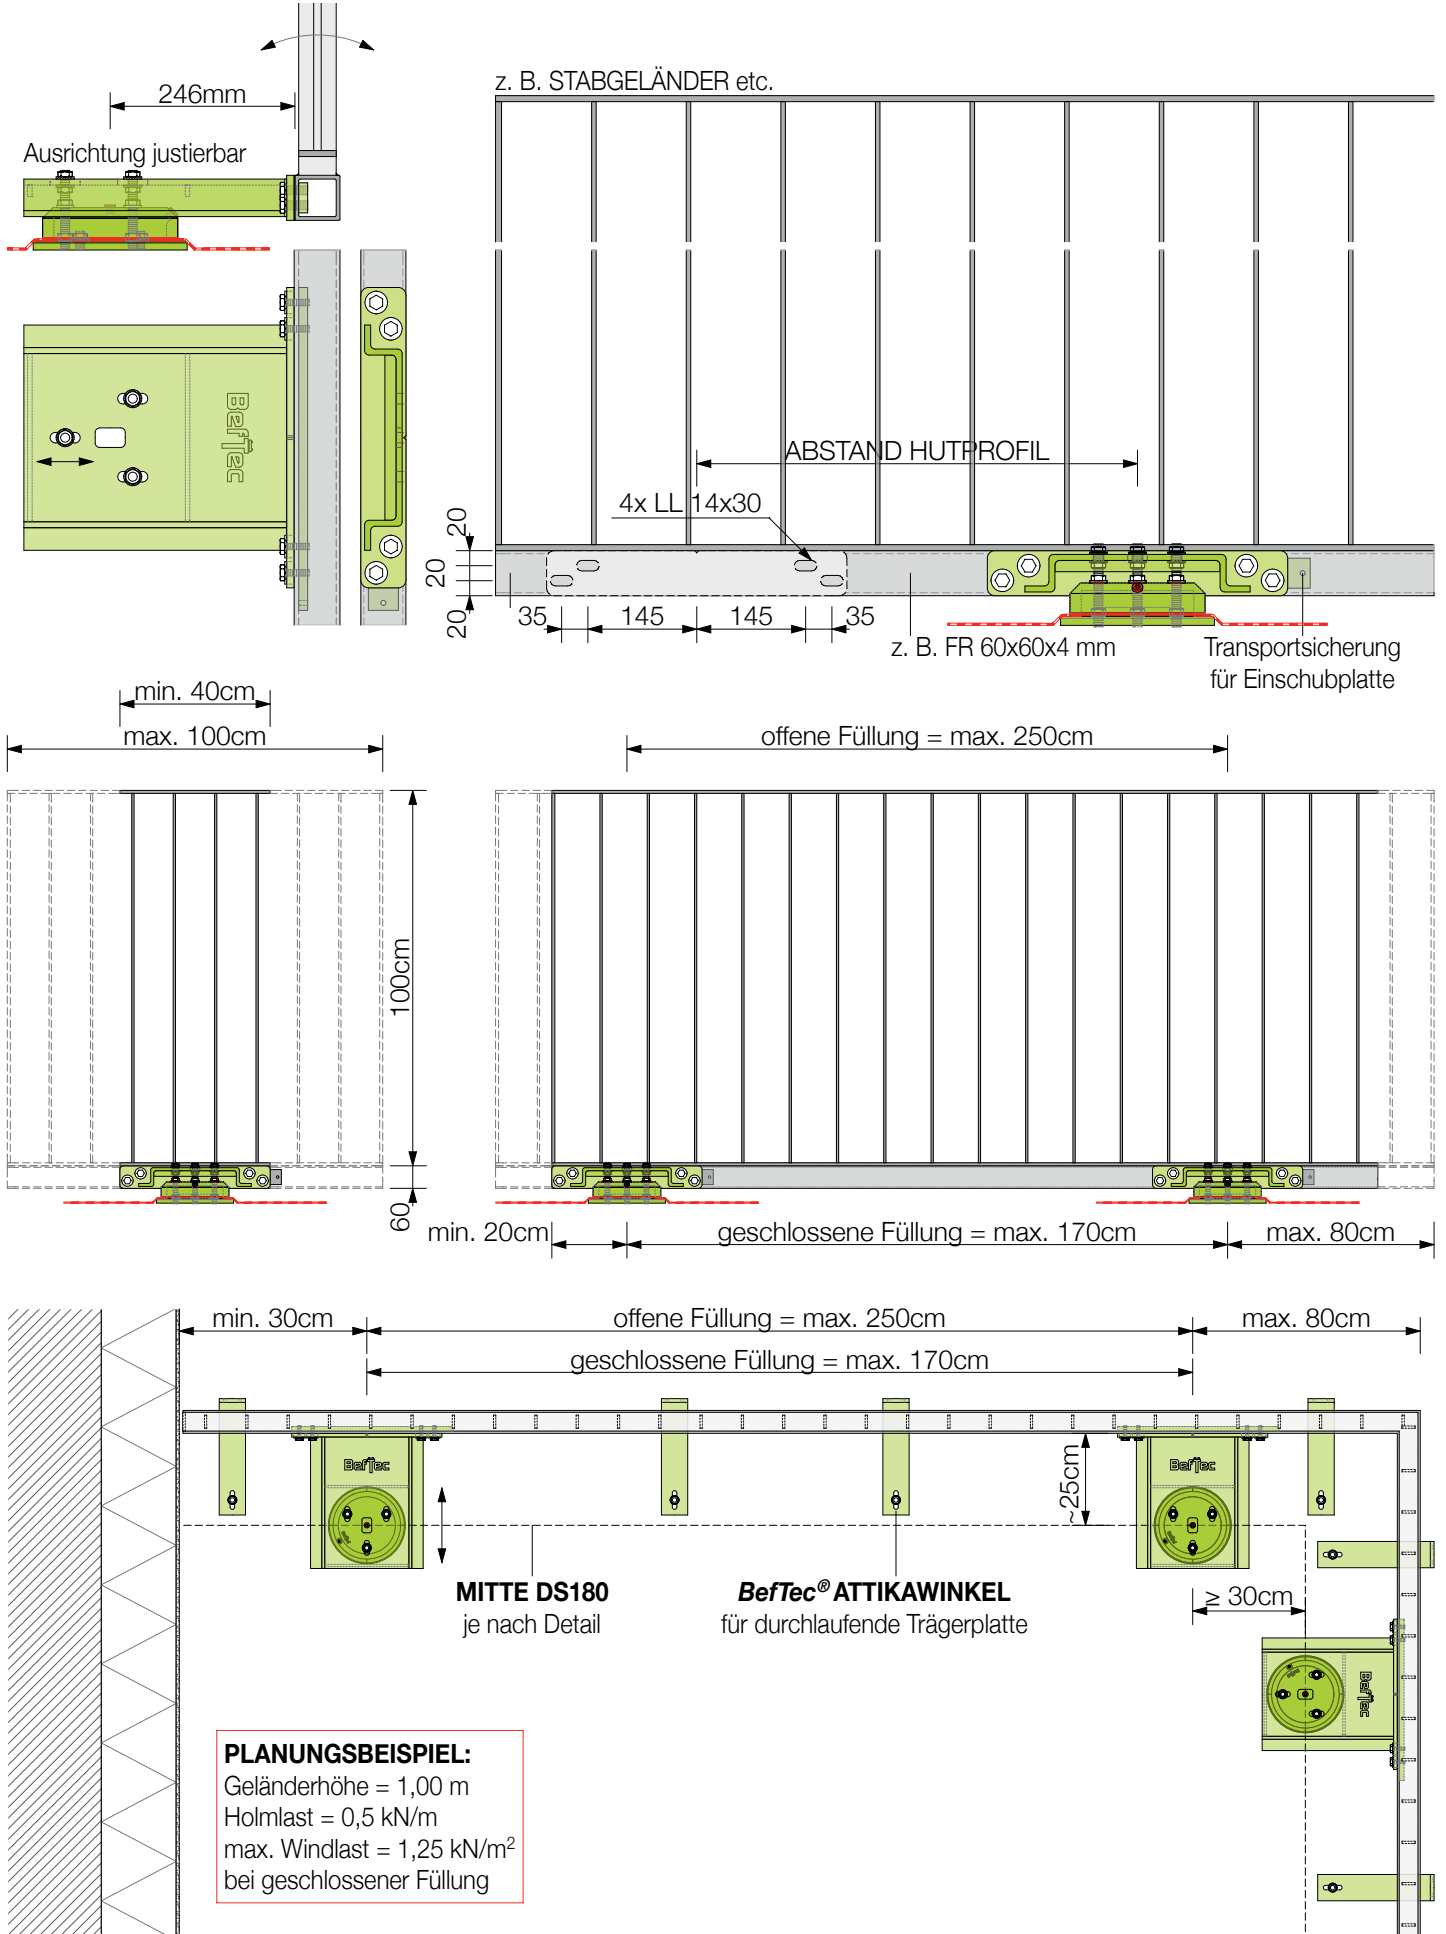 246mm
Ausrichtung justierbar
BefTec
z. B. STABGELÄNDER etc.
ABSTAND HUTPROFIL
4x LL 14x30
20
20
20
35
145
145
35
z. B. FR 60x60x4 mm
Transportsicherung
für Einschubplatte
min. 40cm
max. 100cm
100cm
60
offene Füllung = max. 250cm
min. 20cm
geschlossene Füllung = max. 170cm
max. 80cm
min. 30cm
offene Füllung = max. 250cm
max. 80cm
geschlossene Füllung = max. 170cm
BefTec
BefTec
~25cm
MITTE DS180
je nach Detail
BefTec® ATTIKAWINKEL
für durchlaufende Trägerplatte
≥ 30cm
BefTec
PLANUNGSBEISPIEL:
Geländerhöhe = 1,00 m
Holmlast = 0,5 kN/m
max. Windlast = 1,25 kN/m²
bei geschlossener Füllung